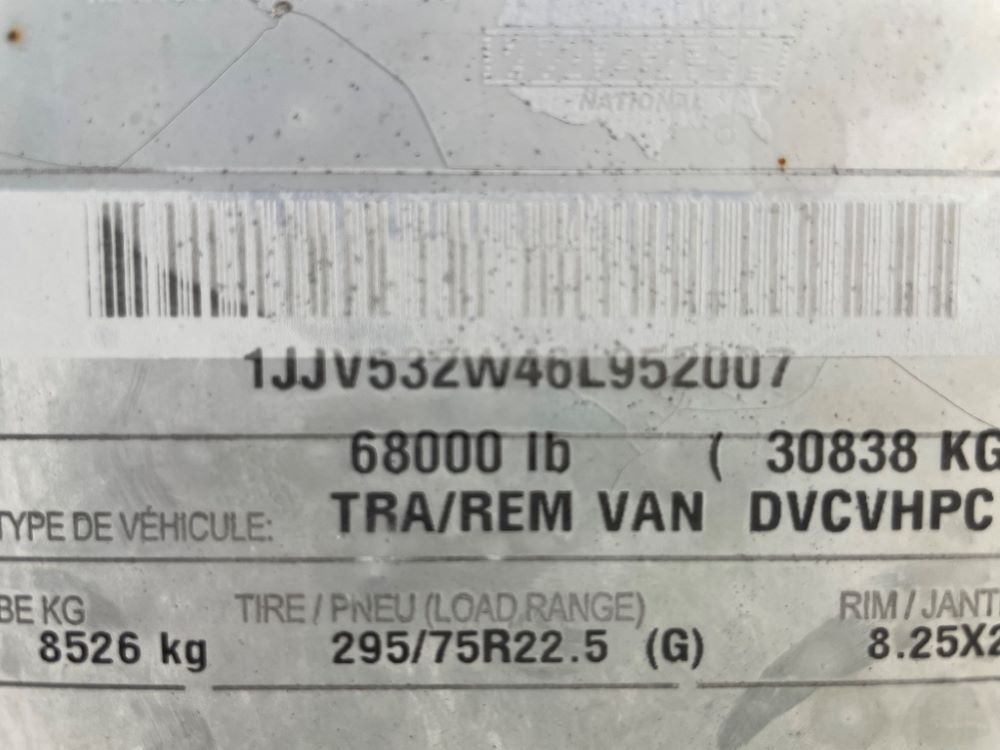 NATIONAL
1JJV532W46L952007
68000 lb ( 30838 KG
TYPE DE VÉHICULE: TRA/REM VAN DVCVHPC
BE KG TIRE / PNEU (LOAD RANGE) RIM / JANT
8526 kg 295/75R22.5 (G) 8.25X2